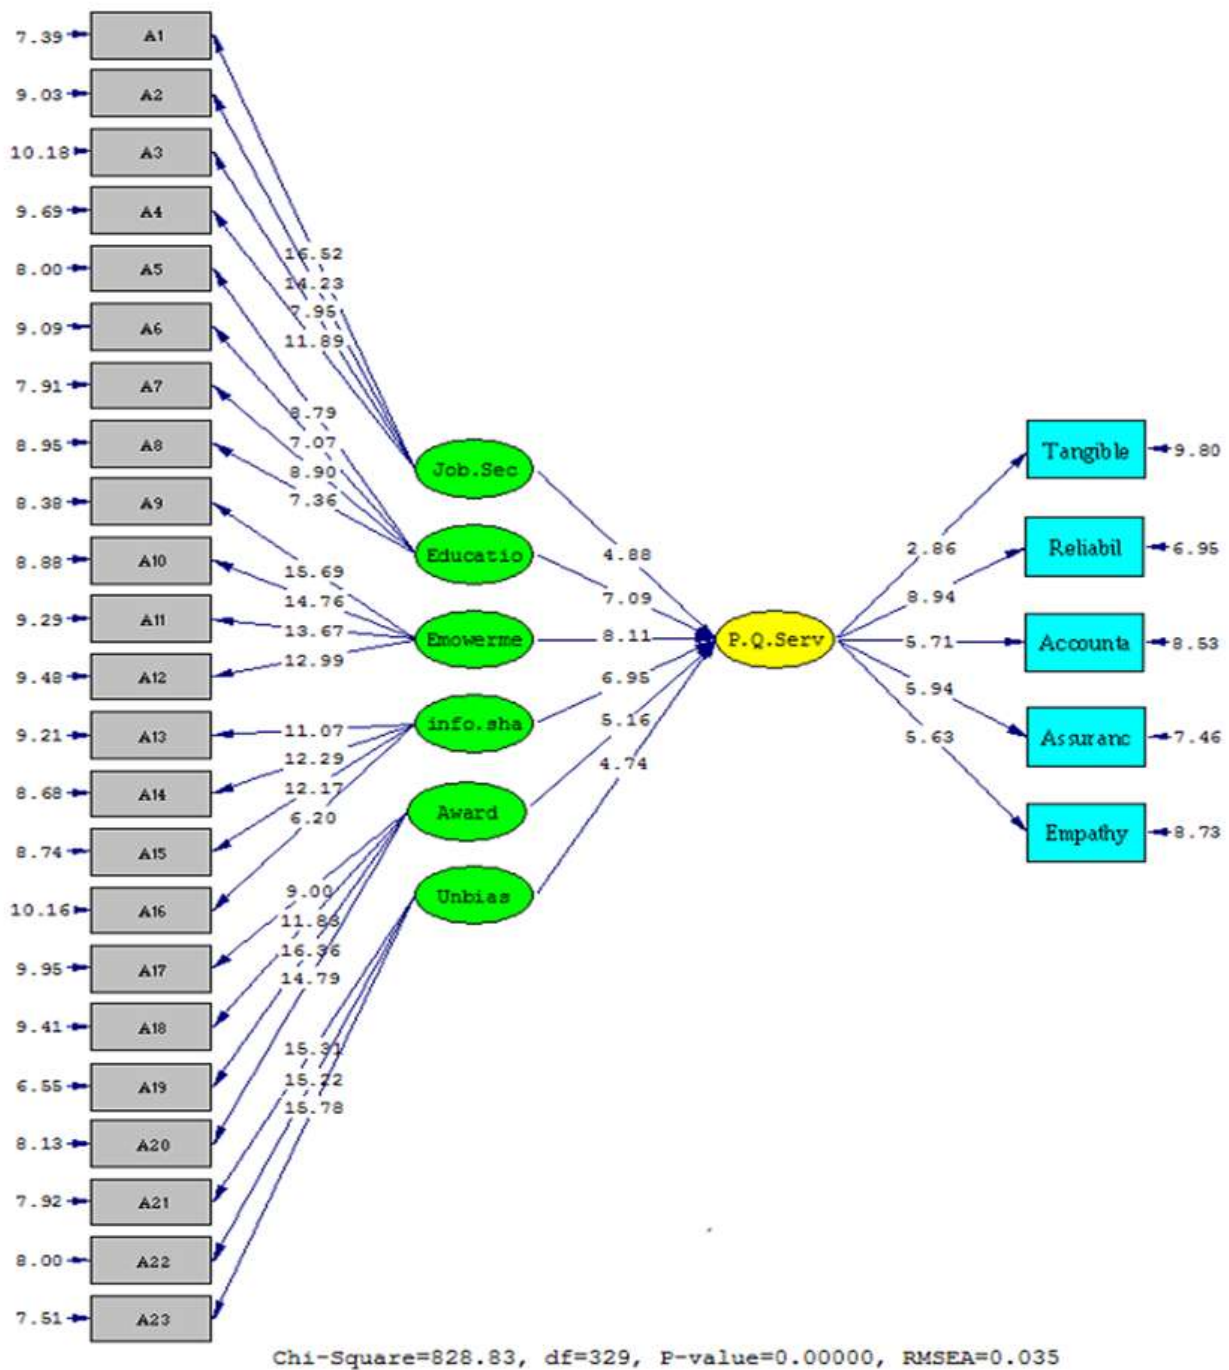 7.39 A1
9.03 A2
10.18 A3
9.69 A4
8.00 A5
9.09 A6
7.91 A7
8.95 A8
8.38 A9
8.88 A10
9.29 A11
9.48 A12
9.21 A13
8.68 A14
8.74 A15
10.16 A16
9.95 A17
9.41 A18
6.55 A19
8.13 A20
7.92 A21
8.00 A22
7.51 A23
16.52
14.23
7.95
11.89
8.79
7.07
8.90
7.36
15.69
14.76
13.67
12.99
11.07
12.29
12.17
6.20
9.00
11.83
16.36
14.79
15.31
15.22
15.78
Job.Sec
Educatio
Emowerme
info.sha
Award
Unbias
4.88
7.09
8.11
6.95
5.16
4.74
P.Q.Serv
2.86
8.94
5.71
5.94
5.63
Tangible 9.80
Reliabil 6.95
Accounta 8.53
Assuranc 7.46
Empathy 8.73
Chi-Square=828.83, df=329, P-value=0.00000, RMSEA=0.035